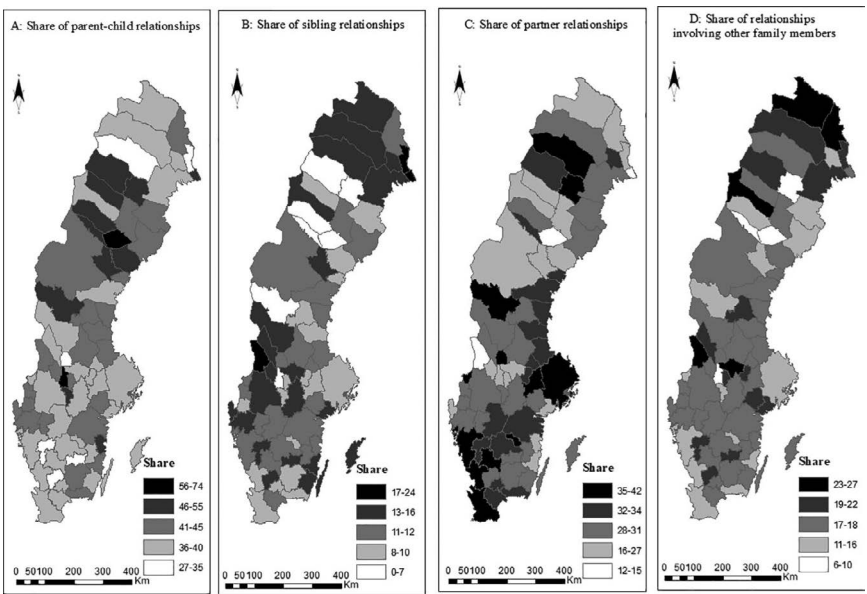 A: Share of parent-child relationships
Share
56-74
46-55
41-45
36-40
27-35
0 50100 200 300 400
Km
B: Share of sibling relationships
Share
17-24
13-16
11-12
8-10
0-7
0 50100 200 300 400
Km
C: Share of partner relationships
Share
35-42
32-34
28-31
16-27
12-15
0 50100 200 300 400
Km
D: Share of relationships
involving other family members
Share
23-27
19-22
17-18
11-16
6-10
0 50100 200 300 400
Km